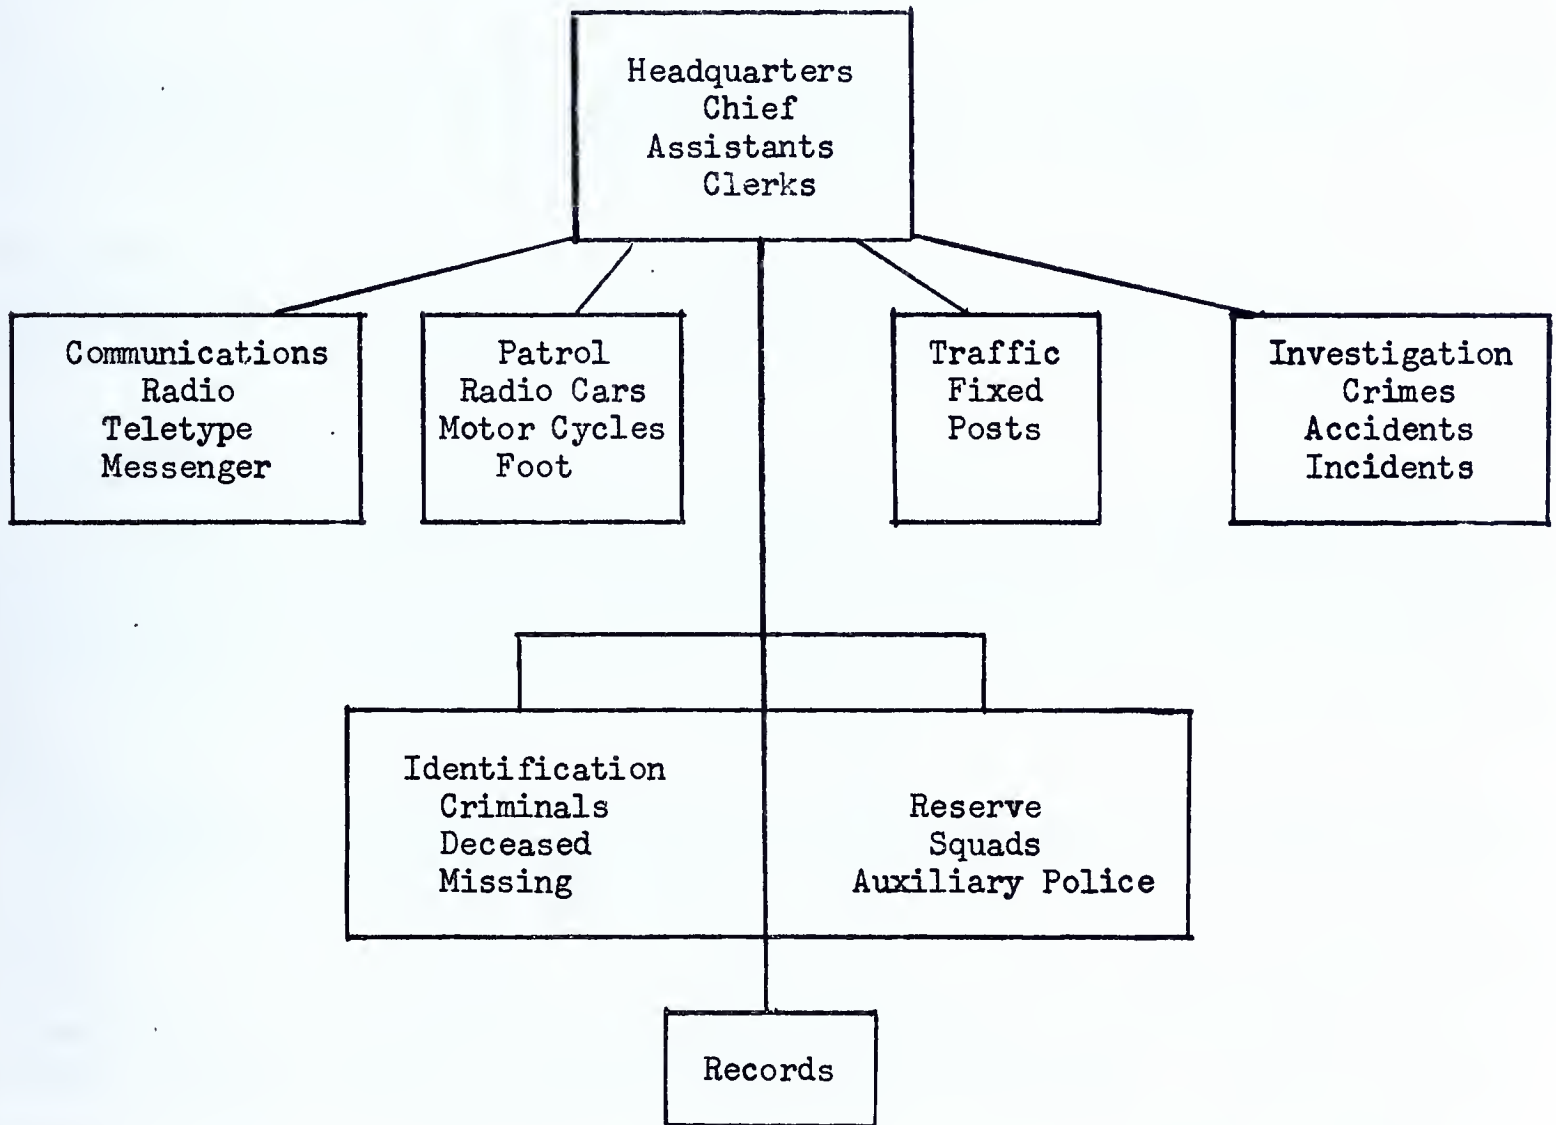 Headquarters
Chief
Assistants
Clerks
Communications
Radio
Teletype
Messenger
Patrol
Radio Cars
Motor Cycles
Foot
Traffic
Fixed
Posts
Investigation
Crimes
Accidents
Incidents
Identification
Criminals
Deceased
Missing
Reserve
Squads
Auxiliary Police
Records